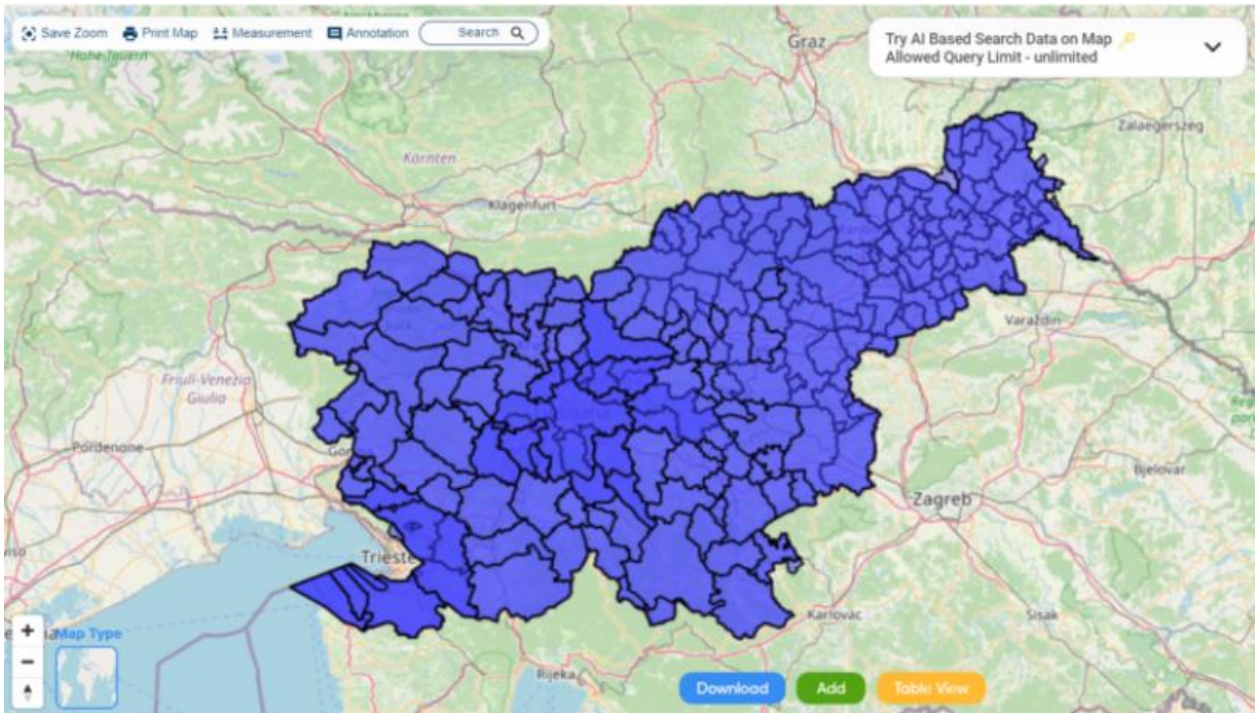 Save Zoom
Print Map
Measurement
Annotation
Search
Try AI Based Search Data on Map
Allowed Query Limit - unlimited
Hohe Tauern
Graz
Zalaegerszeg
Kärnten
Klagenfurt
Varaždin
Friuli-Venezia
Giulia
Pordenone
Bjelovar
Zagreb
Trieste
Karlovac
Sisak
Map Type
Rijeka
Download
Add
Table View